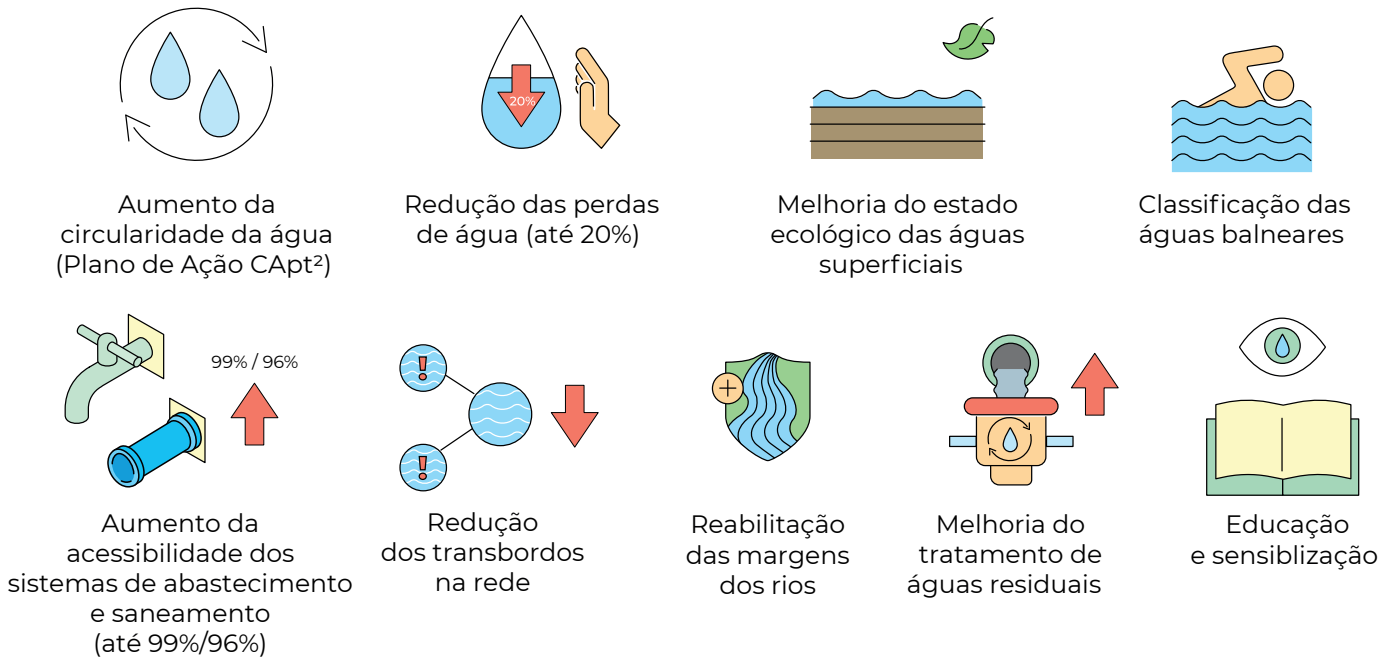 20%
Aumento da
circularidade da água
(Plano de Ação CApt²)
Redução das perdas
de água (até 20%)
Melhoria do estado
ecológico das águas
superficiais
Classificação das
águas balneares
99% / 96%
Aumento da
acessibilidade dos
sistemas de abastecimento
e saneamento
(até 99%/96%)
Redução
dos transbordos
na rede
Reabilitação
das margens
dos rios
Melhoria do
tratamento de
águas residuais
Educação
e sensiblização